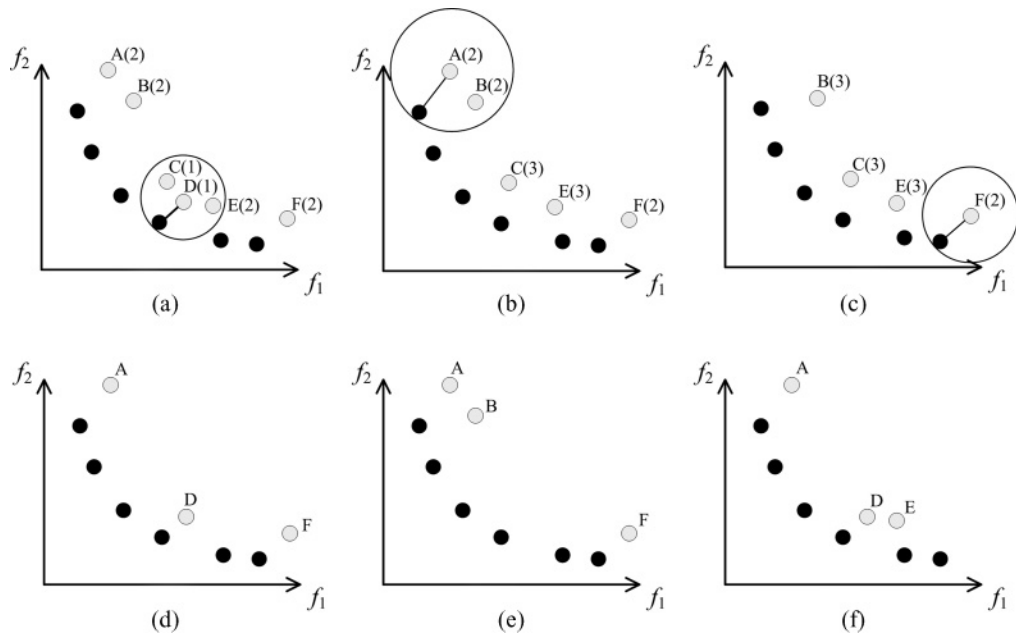 f2
A(2)
B(2)
C(1)
D(1)
E(2)
F(2)
f1
(a)
f2
A(2)
B(2)
C(3)
E(3)
F(2)
f1
(b)
f2
B(3)
C(3)
E(3)
F(2)
f1
(c)
f2
A
D
F
f1
(d)
f2
A
B
F
f1
(e)
f2
A
D
E
f1
(f)